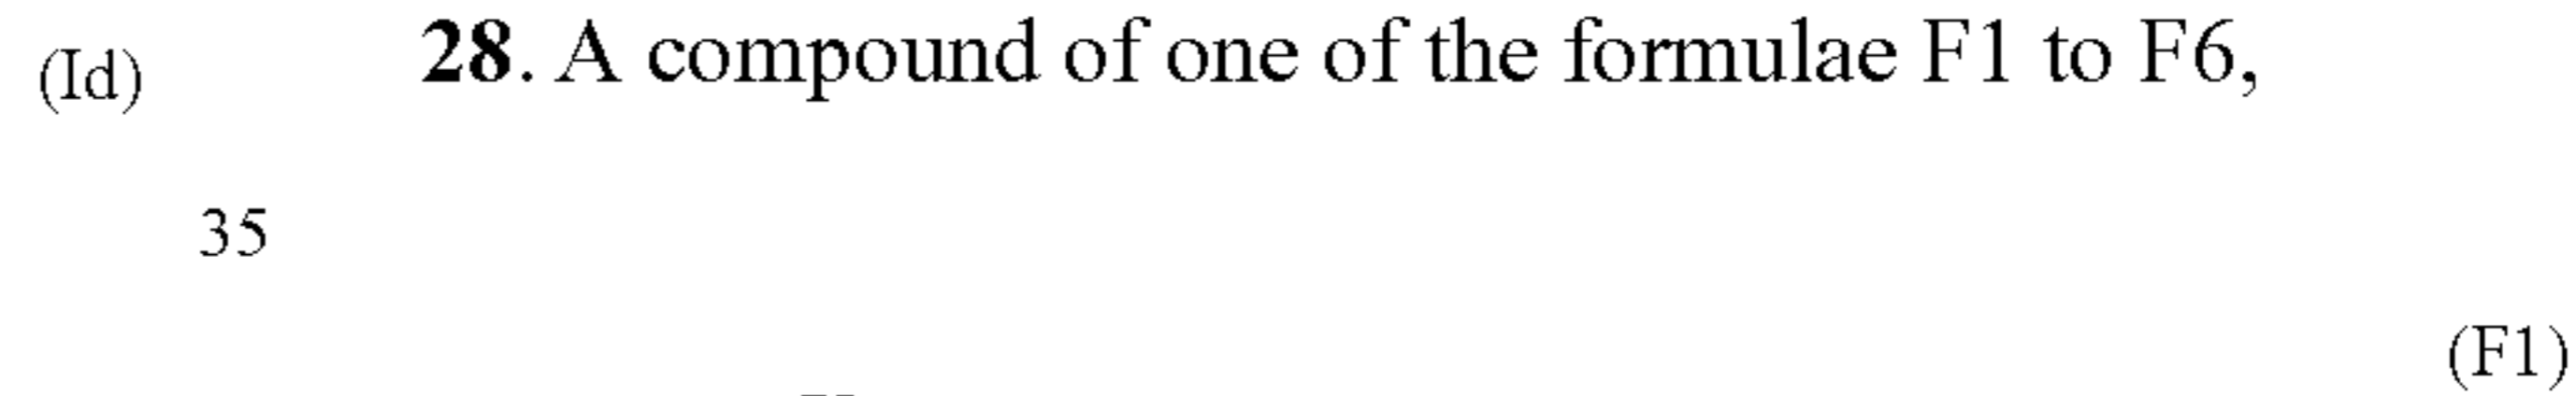 (Id)
28. A compound of one of the formulae F1 to F6,
35
(F1)